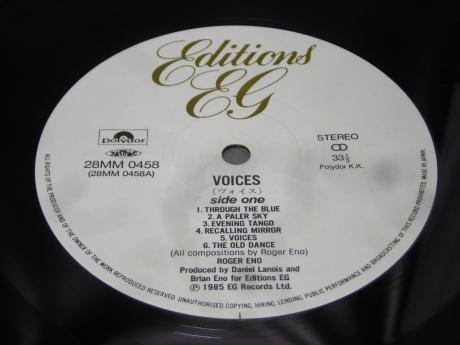 Editions
EG
Polydor
JASRAC
28MM 0458
(28MM 0458A)
STEREO
33⅓
Polydor K.K.
VOICES
(ヴォイス)
side one
1. THROUGH THE BLUE
2. A PALER SKY
3. EVENING TANGO
4. RECALLING MIRROR
5. VOICES
6. THE OLD DANCE
(All compositions by Roger Eno)
ROGER ENO
Produced by Daniel Lanois and
Brian Eno for Editions EG
Ⓟ 1985 EG Records Ltd.
ALL RIGHTS OF THE PRODUCER AND OF THE OWNER OF THE WORK REPRODUCED RESERVED. UNAUTHORISED COPYING, HIRING, LENDING, PUBLIC PERFORMANCE AND BROADCASTING OF THIS RECORD PROHIBITED. MADE IN JAPAN.